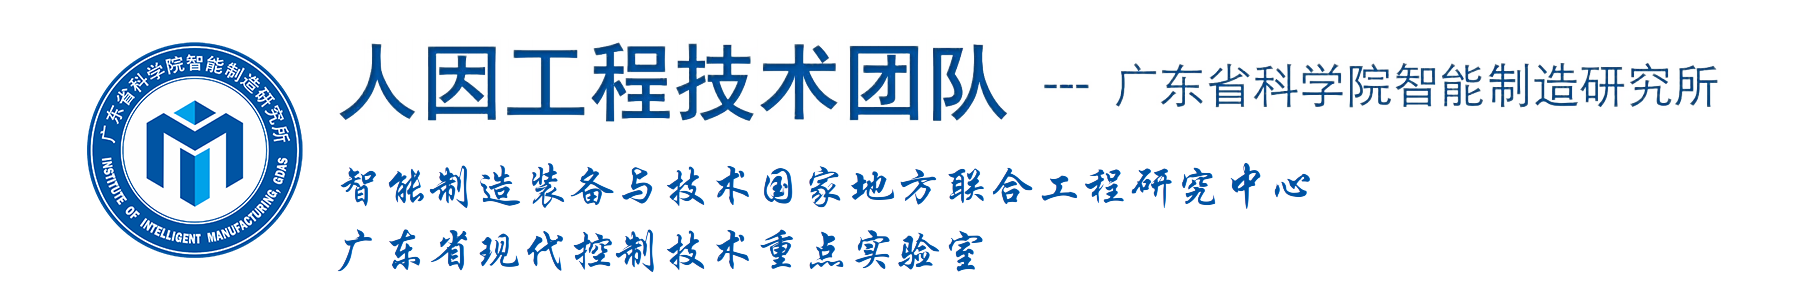 广东省科学院智能制造研究所
INSTITUTE OF INTELLIGENT MANUFACTURING, GDAS
人因工程技术团队 --- 广东省科学院智能制造研究所
智能制造装备与技术国家地方联合工程研究中心
广东省现代控制技术重点实验室